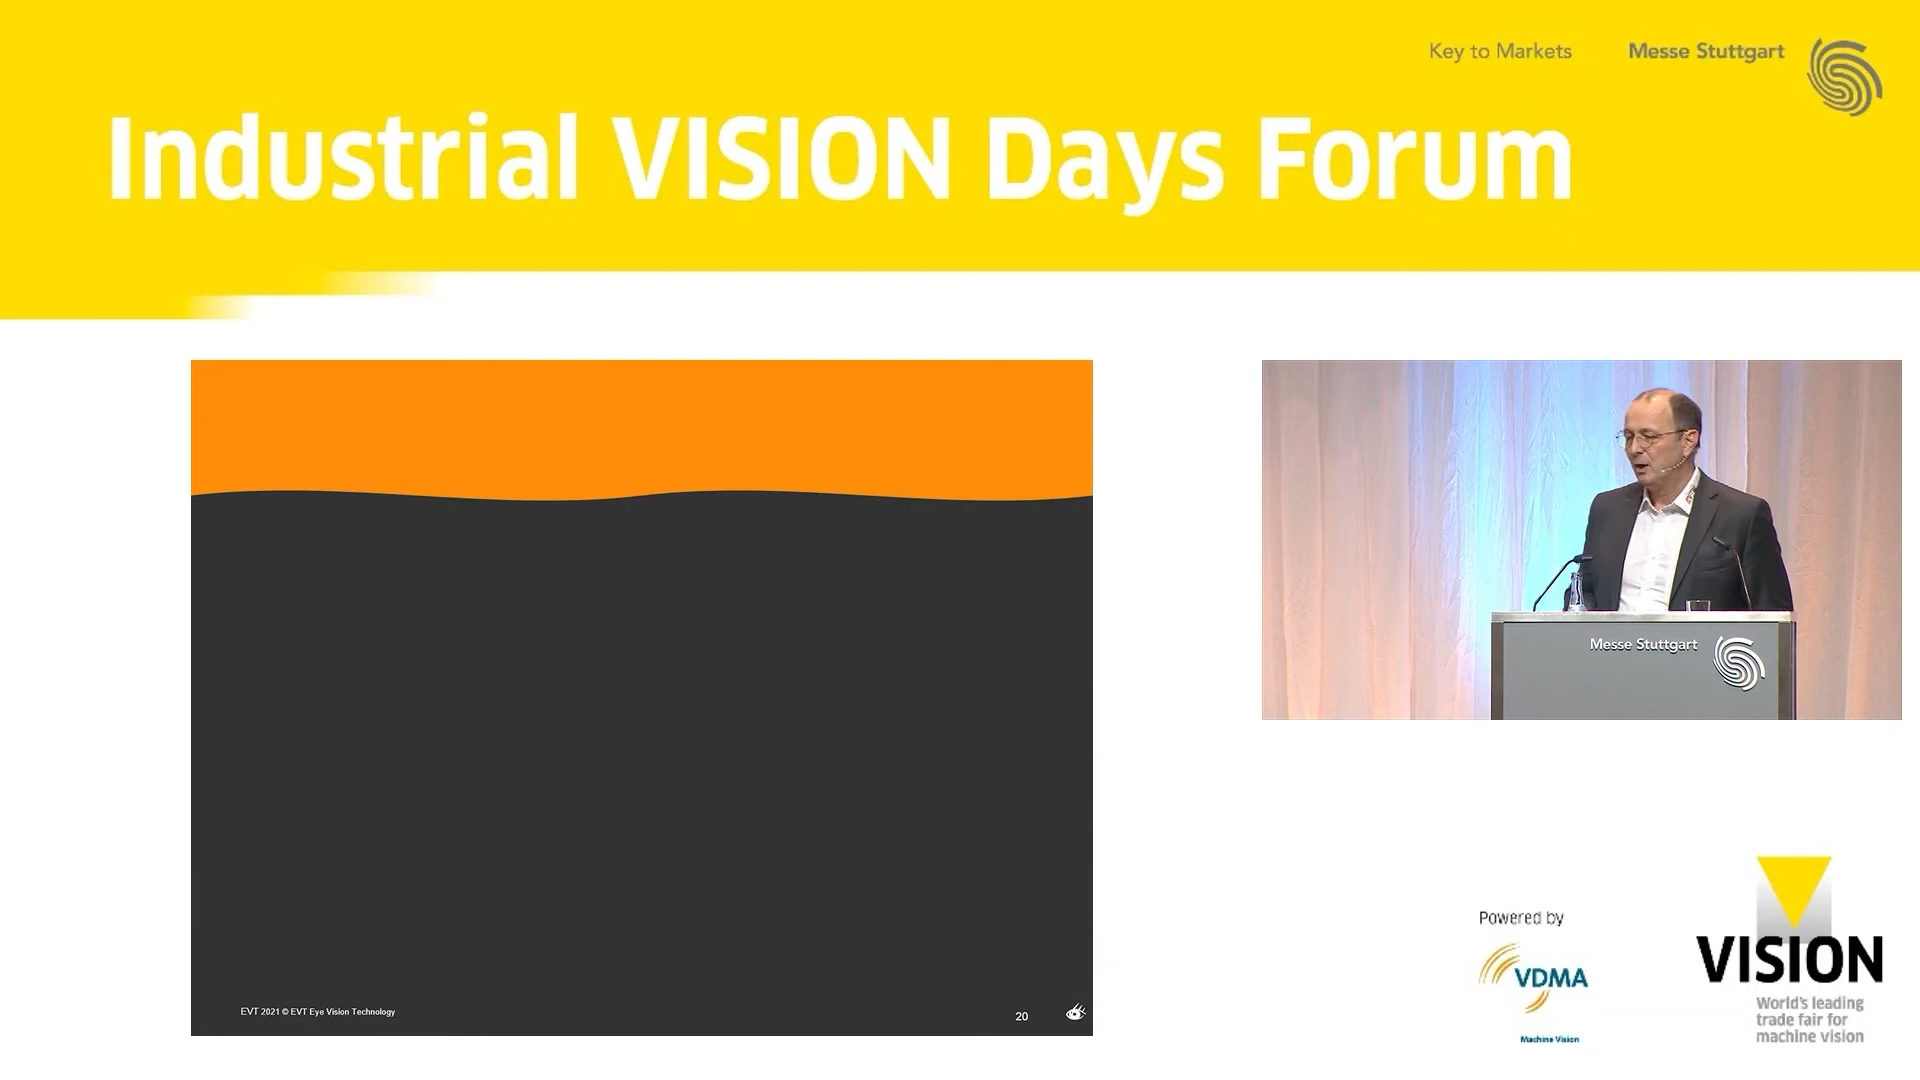 Key to Markets
Messe Stuttgart
Industrial VISION Days Forum
Messe Stuttgart
EVT 2021 © EVT Eye Vision Technology
20
Powered by
VDMA
Machine Vision
VISION
World's leading
trade fair for
machine vision